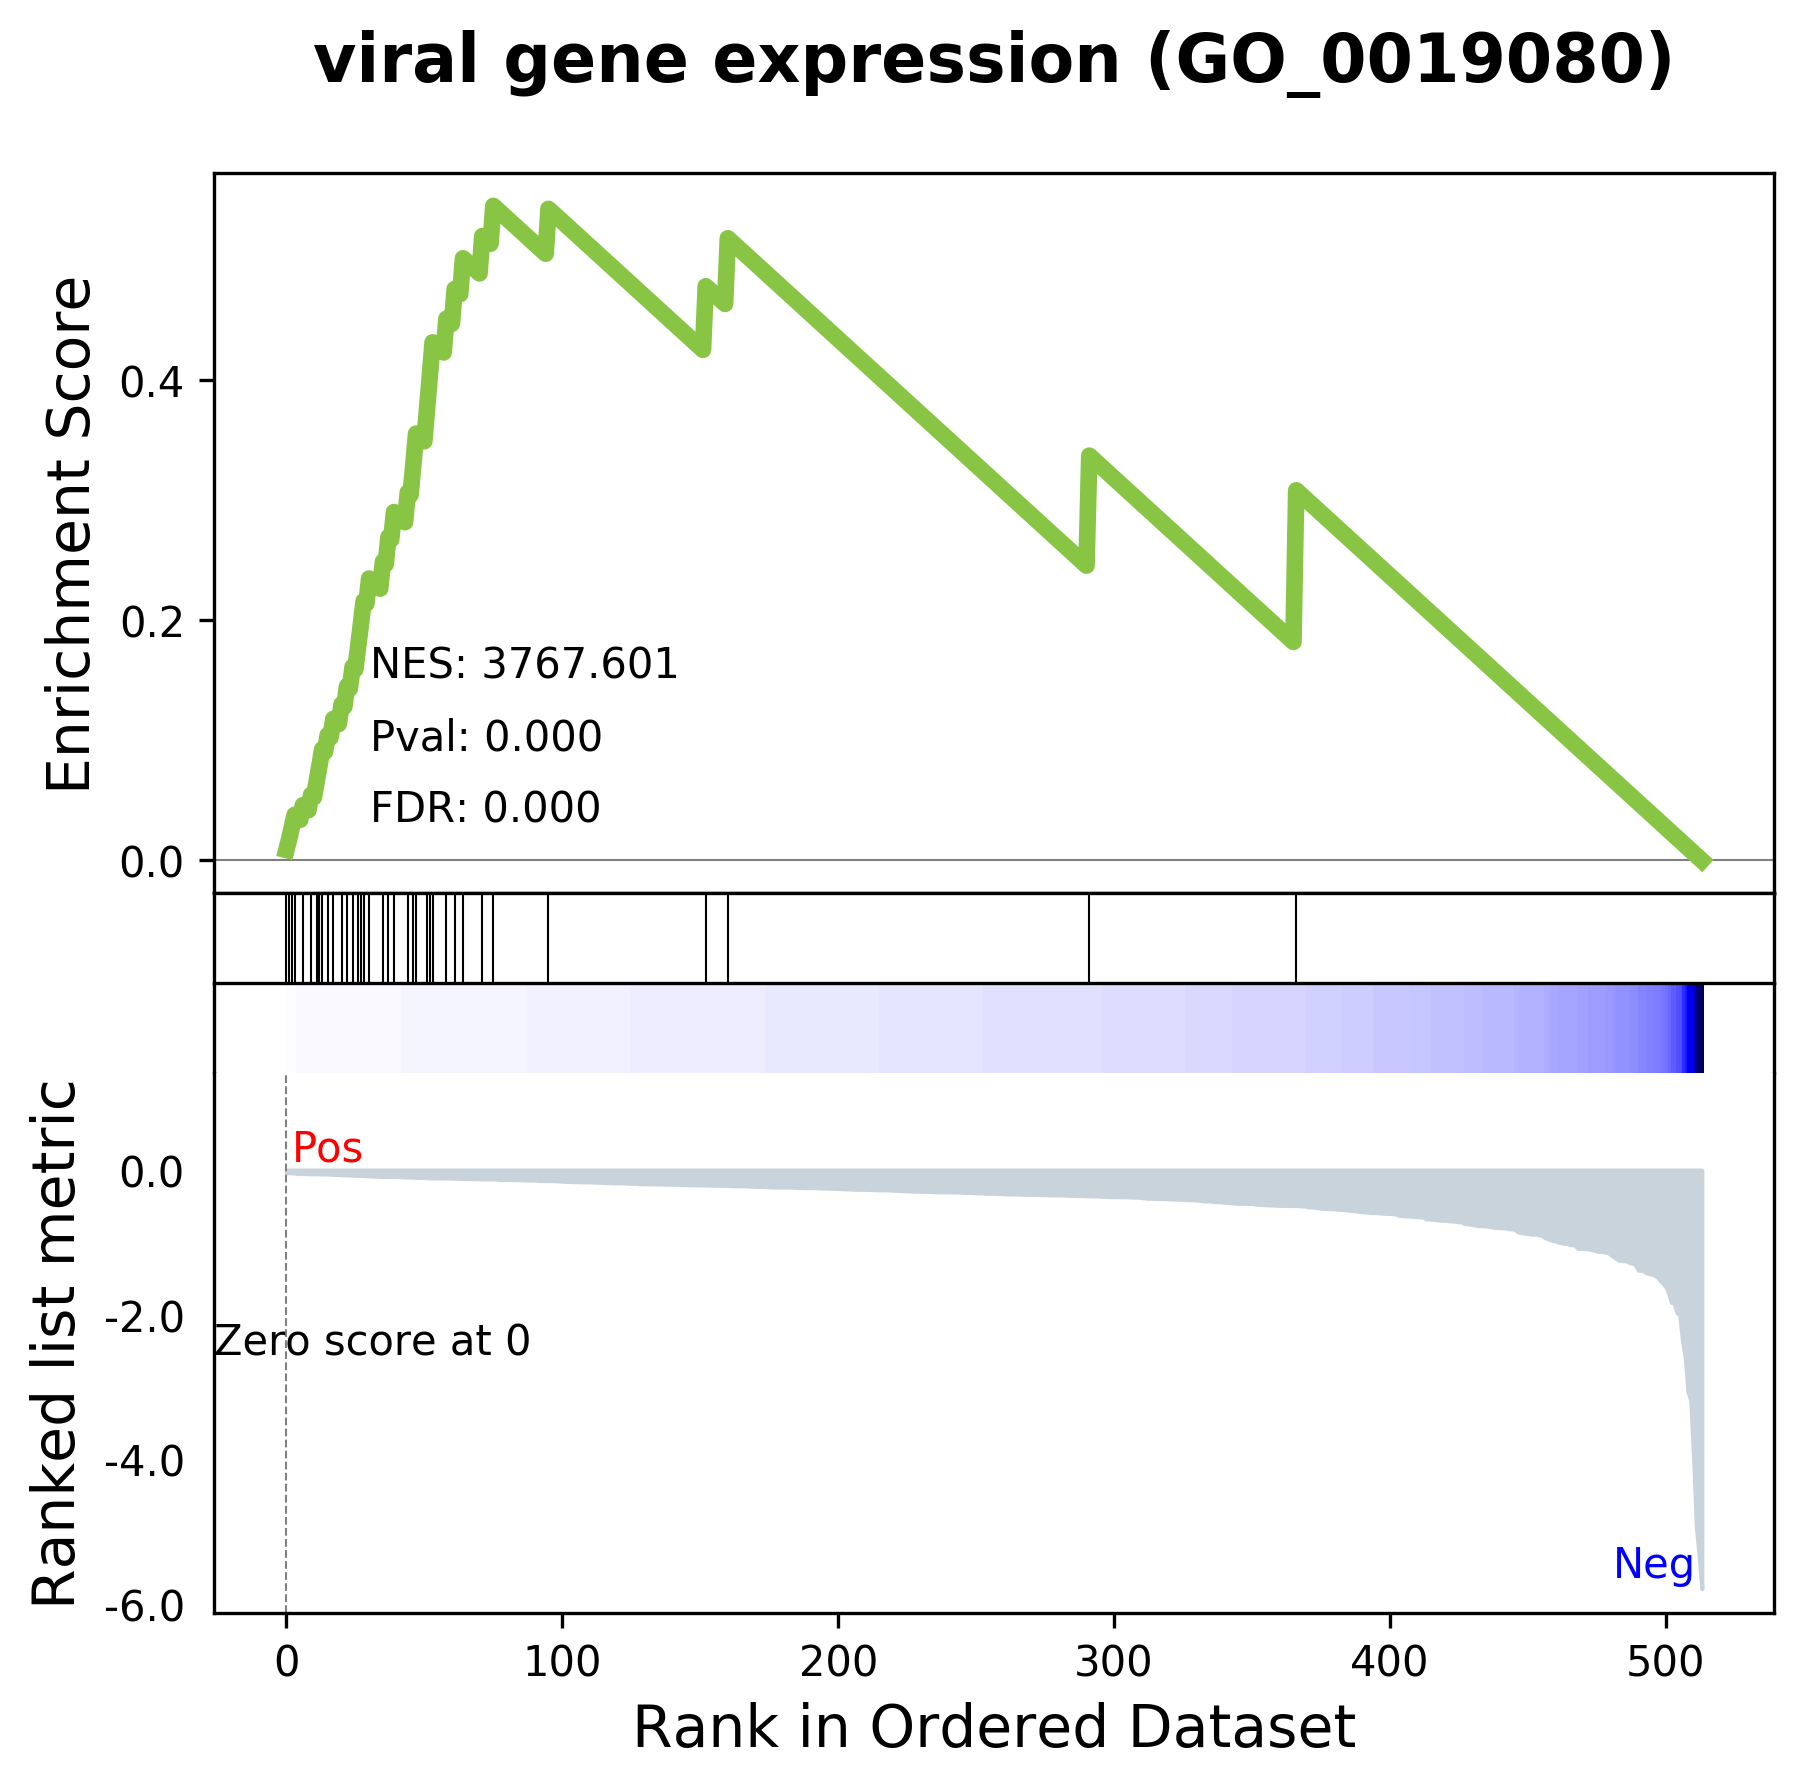 viral gene expression (GO_0019080)
Enrichment Score
0.4
0.2
0.0
NES: 3767.601
Pval: 0.000
FDR: 0.000
Ranked list metric
0.0
-2.0
-4.0
-6.0
Pos
Zero score at 0
Neg
0 100 200 300 400 500
Rank in Ordered Dataset